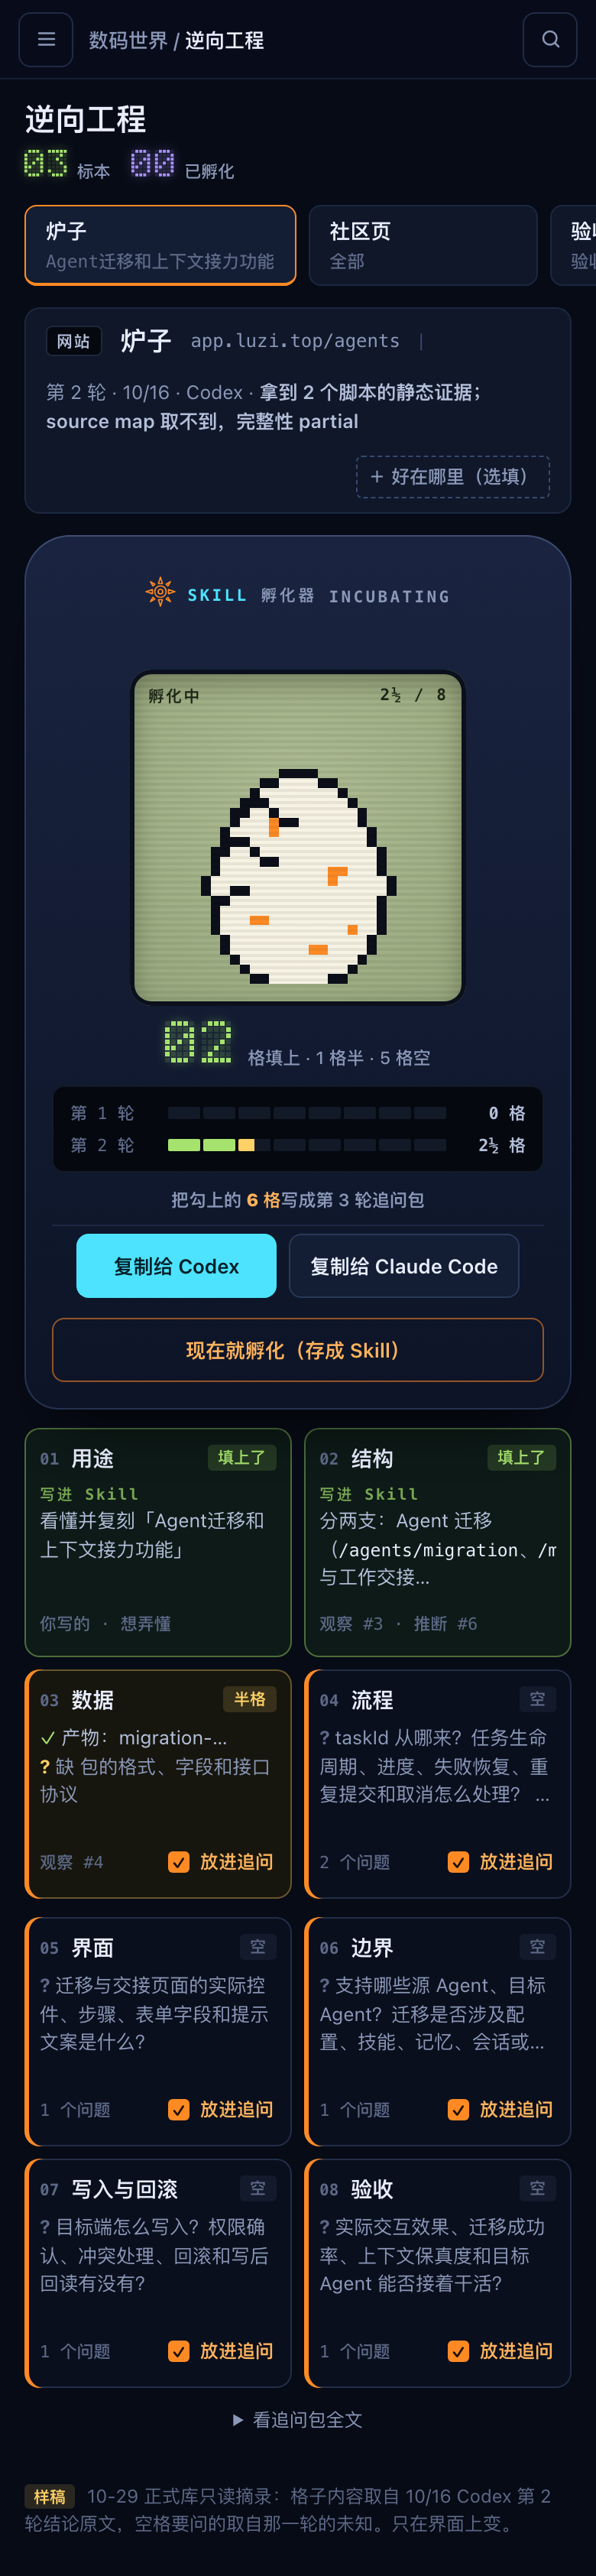 数码世界 / 逆向工程
逆向工程
03 标本 00 已孵化
炉子
Agent迁移和上下文接力功能
社区页
全部
网站 炉子 app.luzi.top/agents |
第 2 轮 · 10/16 · Codex · 拿到 2 个脚本的静态证据；
source map 取不到，完整性 partial
+ 好在哪里（选填）
SKILL 孵化器 INCUBATING
孵化中 2½ / 8
02 格填上 · 1 格半 · 5 格空
第 1 轮 0 格
第 2 轮 2½ 格
把勾上的 6 格写成第 3 轮追问包
复制给 Codex
复制给 Claude Code
现在就孵化（存成 Skill）
01 用途 填上了
写进 Skill
看懂并复刻「Agent迁移和
上下文接力功能」
你写的 · 想弄懂
02 结构 填上了
写进 Skill
分两支：Agent 迁移
（/agents/migration、/m
与工作交接…
观察 #3 · 推断 #6
03 数据 半格
✓ 产物：migration-…
? 缺 包的格式、字段和接口
协议
观察 #4 放进追问
04 流程 空
? taskId 从哪来？任务生命
周期、进度、失败恢复、重
复提交和取消怎么处理？ …
2 个问题 放进追问
05 界面 空
? 迁移与交接页面的实际控
件、步骤、表单字段和提示
文案是什么？
1 个问题 放进追问
06 边界 空
? 支持哪些源 Agent、目标
Agent？迁移是否涉及配
置、技能、记忆、会话或…
1 个问题 放进追问
07 写入与回滚 空
? 目标端怎么写入？权限确
认、冲突处理、回滚和写后
回读有没有？
1 个问题 放进追问
08 验收 空
? 实际交互效果、迁移成功
率、上下文保真度和目标
Agent 能否接着干活？
1 个问题 放进追问
▶ 看追问包全文
样稿 10-29 正式库只读摘录：格子内容取自 10/16 Codex 第 2
轮结论原文，空格要问的取自那一轮的未知。只在界面上变。